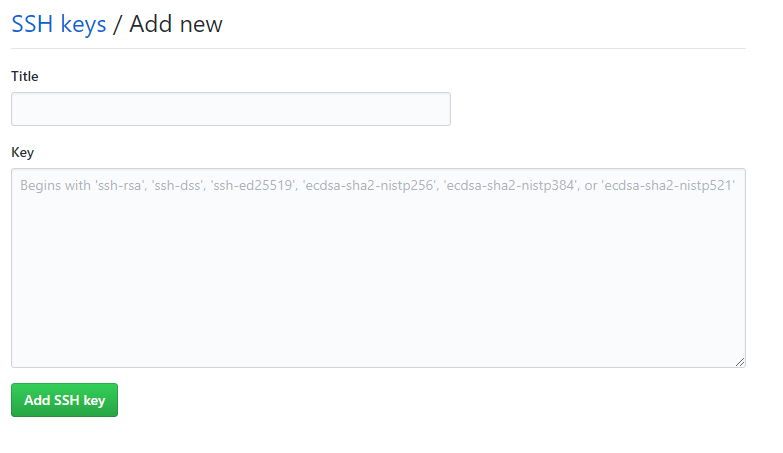 SSH keys / Add new
Title
Key
Begins with 'ssh-rsa', 'ssh-dss', 'ssh-ed25519', 'ecdsa-sha2-nistp256', 'ecdsa-sha2-nistp384', or 'ecdsa-sha2-nistp521'
Add SSH key